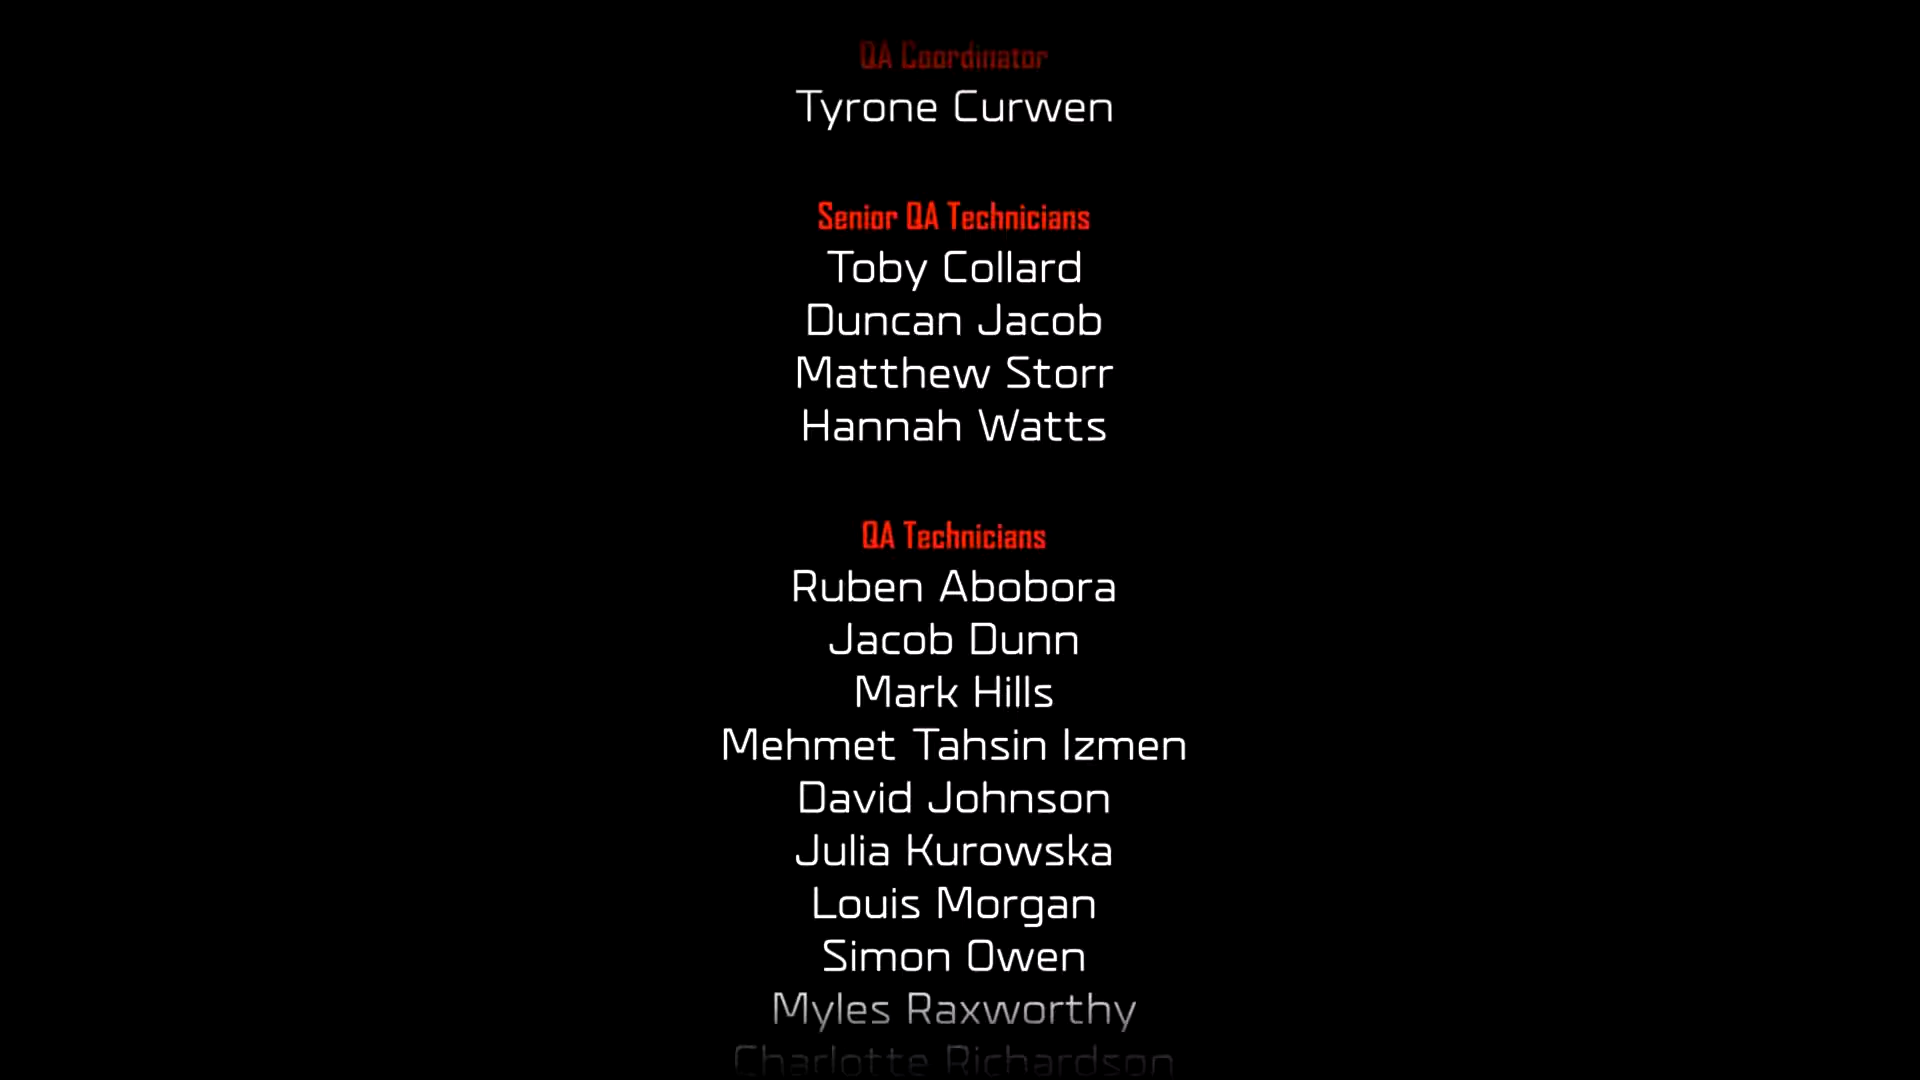 QA Coordinator
Tyrone Curwen
Senior QA Technicians
Toby Collard
Duncan Jacob
Matthew Storr
Hannah Watts
QA Technicians
Ruben Abobora
Jacob Dunn
Mark Hills
Mehmet Tahsin Izmen
David Johnson
Julia Kurowska
Louis Morgan
Simon Owen
Myles Raxworthy
Charlotte Richardson